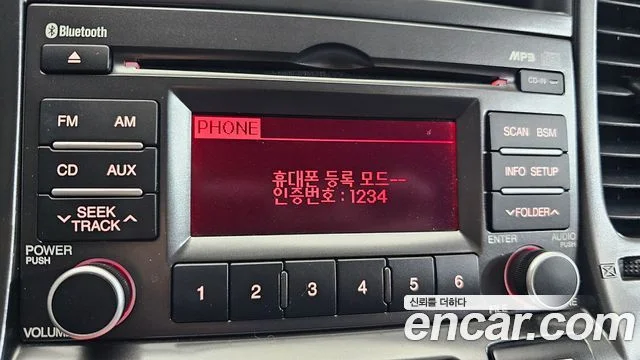 Bluetooth
MP3
CD-IN
FM AM
PHONE
SCAN BSM
CD AUX
휴대폰 등록 모드--
인증번호 : 1234
INFO SETUP
SEEK
TRACK
FOLDER
POWER
PUSH
ENTER AUDIO
PUSH
1 2 3 4 5 6
VOLUME
신뢰를 더하다
encar.com